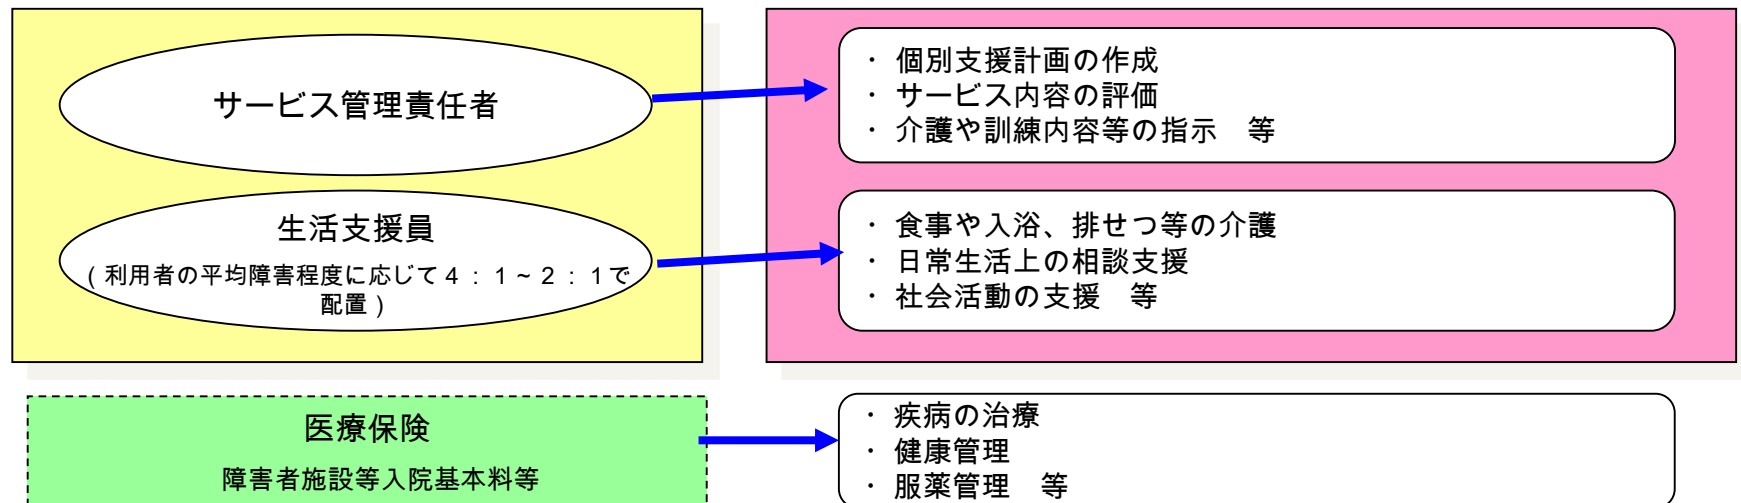 サービス管理責任者
・ 個別支援計画の作成
・ サービス内容の評価
・ 介護や訓練内容等の指示　等
生活支援員
(利用者の平均障害程度に応じて４：１~２：１で
配置)
・ 食事や入浴、排せつ等の介護
・ 日常生活上の相談支援
・ 社会活動の支援　等
医療保険
障害者施設等入院基本料等
・ 疾病の治療
・ 健康管理
・ 服薬管理　等